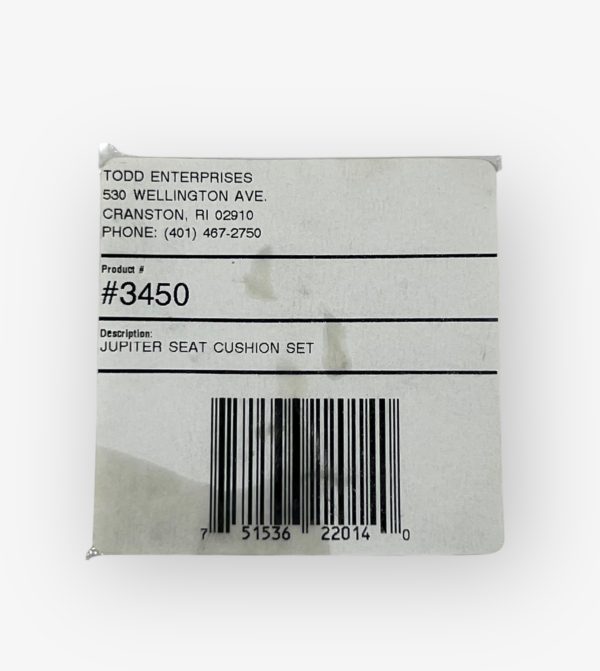 TODD ENTERPRISES
530 WELLINGTON AVE.
CRANSTON, RI 02910
PHONE: (401) 467-2750
Product #
#3450
Description:
JUPITER SEAT CUSHION SET
7 51536 22014 0